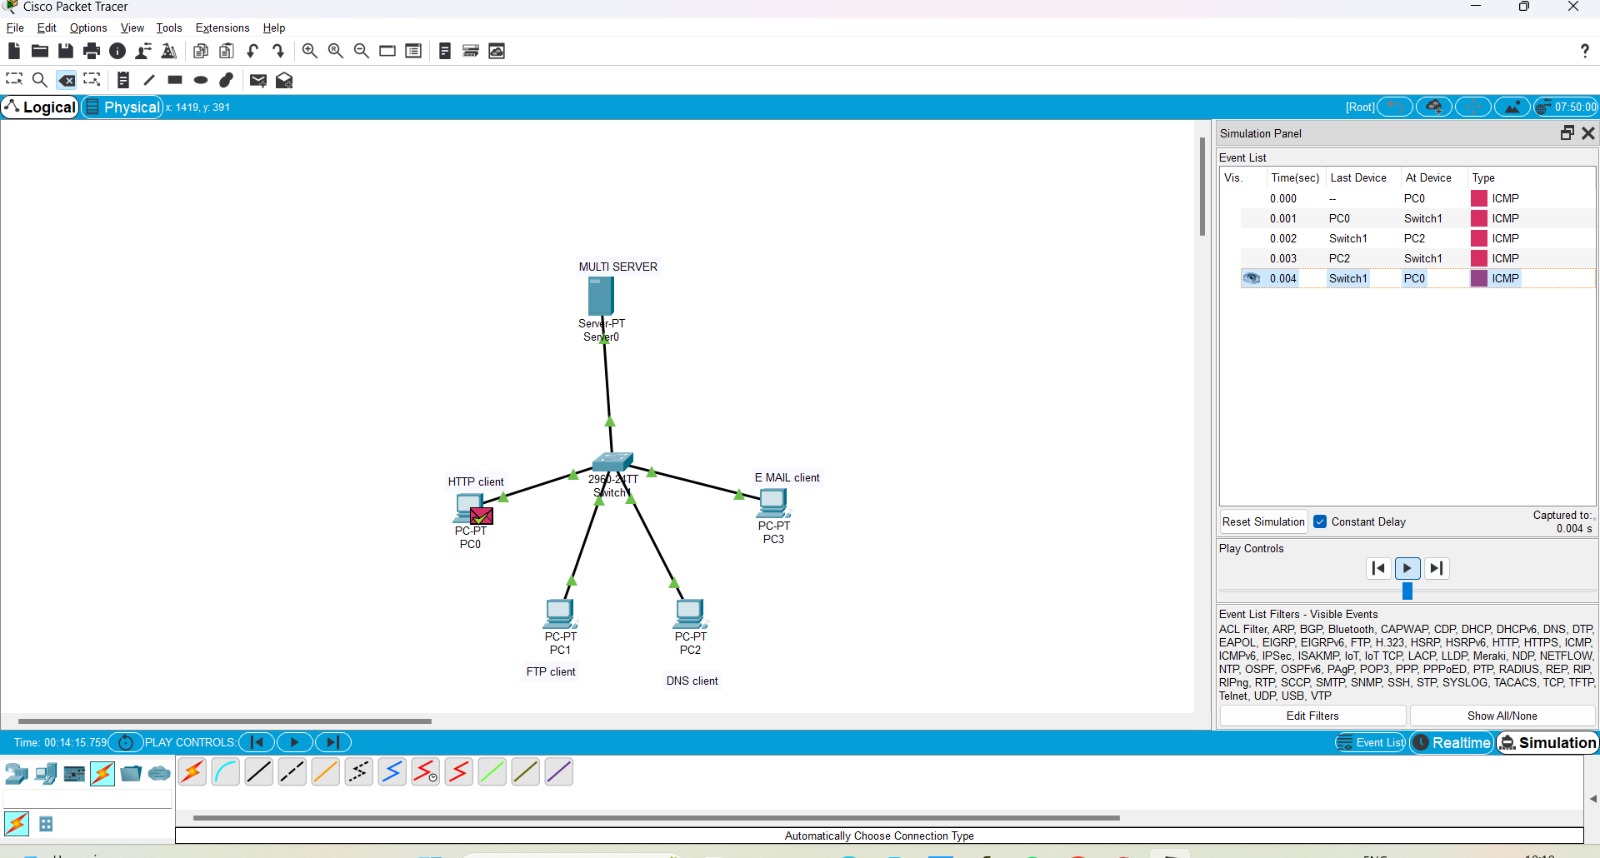 Cisco Packet Tracer
File Edit Options View Tools Extensions Help
?
Logical Physical x: 1419, y: 391 [Root] 07:50:00
Simulation Panel
Event List
Vis. Time(sec) Last Device At Device Type
0.000 -- PC0 ICMP
0.001 PC0 Switch1 ICMP
0.002 Switch1 PC2 ICMP
0.003 PC2 Switch1 ICMP
0.004 Switch1 PC0 ICMP
MULTI SERVER
Server-PT
Server0
HTTP client
PC-PT
PC0
2960-24TT
Switch1
E MAIL client
PC-PT
PC3
PC-PT
PC1
FTP client
PC-PT
PC2
DNS client
Reset Simulation Constant Delay Captured to:
0.004 s
Play Controls
Event List Filters - Visible Events
ACL Filter, ARP, BGP, Bluetooth, CAPWAP, CDP, DHCP, DHCPv6, DNS, DTP,
EAPOL, EIGRP, EIGRPv6, FTP, H.323, HSRP, HSRPv6, HTTP, HTTPS, ICMP,
ICMPv6, IPSec, ISAKMP, IoT, IoT TCP, LACP, LLDP, Meraki, NDP, NETFLOW,
NTP, OSPF, OSPFv6, PAgP, POP3, PPP, PPPoED, PTP, RADIUS, REP, RIP,
RIPng, RTP, SCCP, SMTP, SNMP, SSH, STP, SYSLOG, TACACS, TCP, TFTP,
Telnet, UDP, USB, VTP
Edit Filters Show All/None
Time: 00:14:15.759 PLAY CONTROLS: Event List Realtime Simulation
Automatically Choose Connection Type